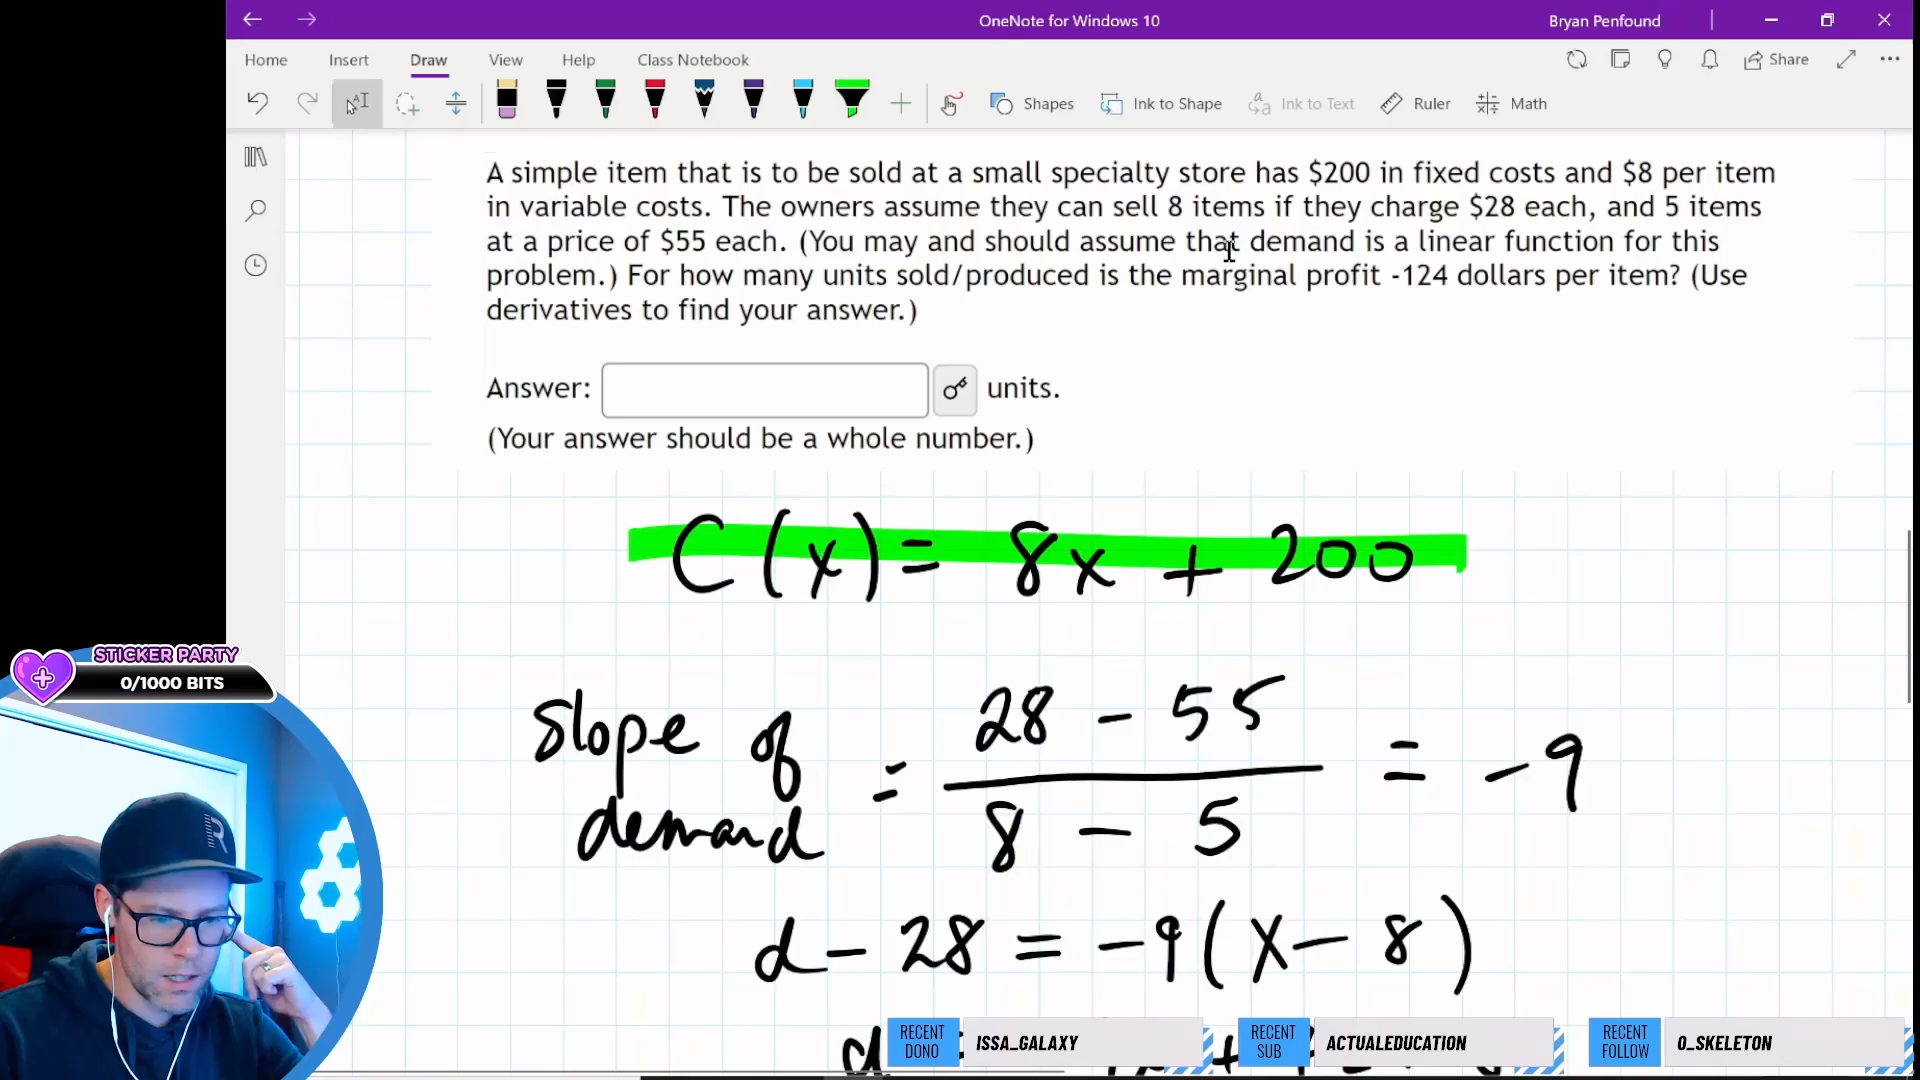 OneNote for Windows 10
Bryan Penfound
Home Insert Draw View Help Class Notebook
Share
Shapes Ink to Shape Ink to Text Ruler Math
A simple item that is to be sold at a small specialty store has $200 in fixed costs and $8 per item
in variable costs. The owners assume they can sell 8 items if they charge $28 each, and 5 items
at a price of $55 each. (You may and should assume that demand is a linear function for this
problem.) For how many units sold/produced is the marginal profit -124 dollars per item? (Use
derivatives to find your answer.)
Answer: units.
(Your answer should be a whole number.)
C(x) = 8x + 200
slope of demand = 28 - 55 / 8 - 5 = -9
d - 28 = -9(x - 8)
STICKER PARTY
0/1000 BITS
RECENT DONO ISSA_GALAXY
RECENT SUB ACTUALEDUCATION
RECENT FOLLOW O_SKELETON